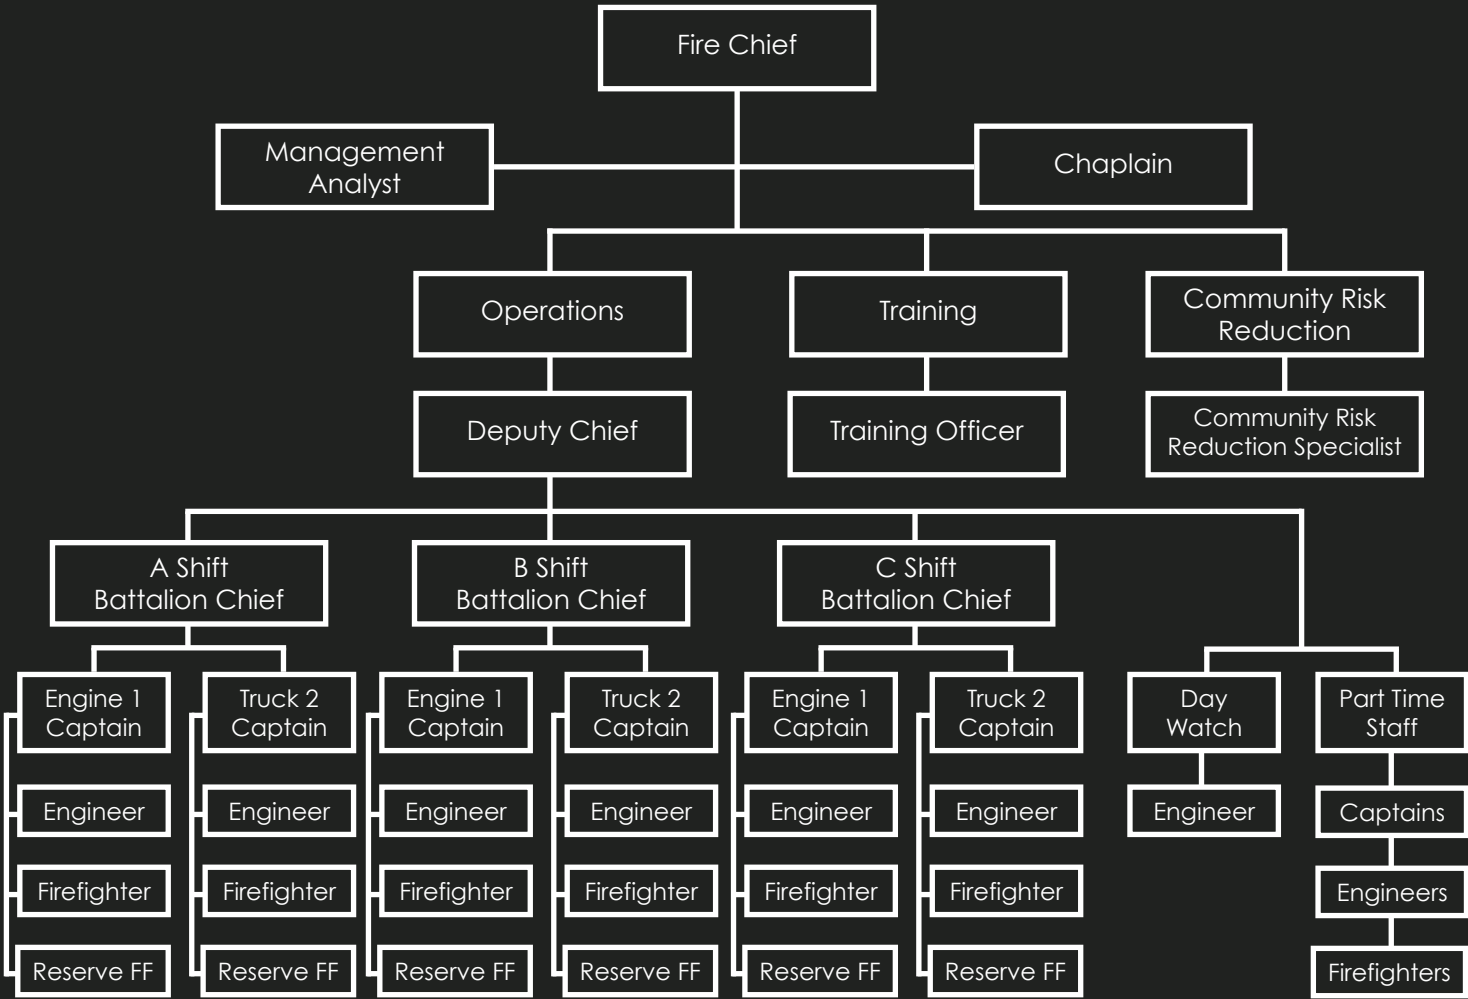 Fire Chief
Management
Analyst
Chaplain
Operations
Training
Community Risk
Reduction
Deputy Chief
Training Officer
Community Risk
Reduction Specialist
A Shift
Battalion Chief
B Shift
Battalion Chief
C Shift
Battalion Chief
Engine 1
Captain
Truck 2
Captain
Engine 1
Captain
Truck 2
Captain
Engine 1
Captain
Truck 2
Captain
Day
Watch
Part Time
Staff
Engineer
Engineer
Engineer
Engineer
Engineer
Engineer
Engineer
Captains
Firefighter
Firefighter
Firefighter
Firefighter
Firefighter
Firefighter
Engineers
Reserve FF
Reserve FF
Reserve FF
Reserve FF
Reserve FF
Reserve FF
Firefighters